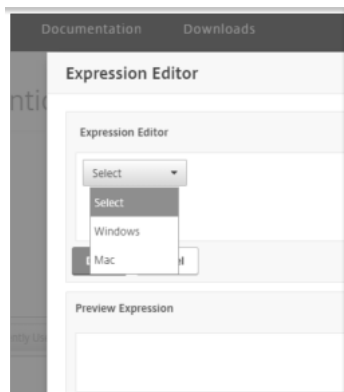 Documentation Downloads
Expression Editor
Expression Editor
Select
Select
Windows
Mac
Preview Expression